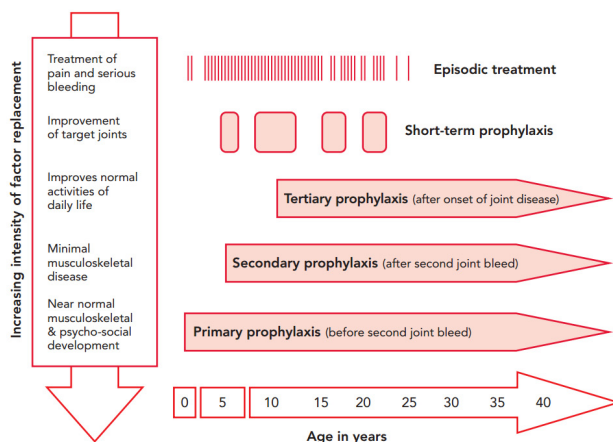 Increasing intensity of factor replacement
Treatment of
pain and serious
bleeding
Episodic treatment
Improvement
of target joints
Short-term prophylaxis
Improves normal
activities of
daily life
Tertiary prophylaxis (after onset of joint disease)
Minimal
musculoskeletal
disease
Secondary prophylaxis (after second joint bleed)
Near normal
musculoskeletal
& psycho-social
development
Primary prophylaxis (before second joint bleed)
0 5 10 15 20 25 30 35 40
Age in years